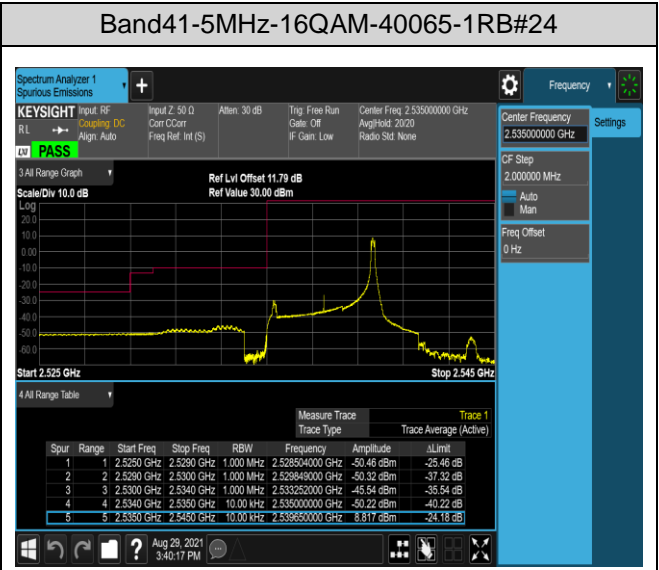 Band41-5MHz-16QAM-40065-1RB#24
Spectrum Analyzer 1
Spurious Emissions
Frequency
KEYSIGHT Input: RF Input Z: 50 Ω Atten: 30 dB Trig: Free Run Center Freq: 2.535000000 GHz
RL Coupling: DC Corr CCorr Gate: Off Avg|Hold: 20/20
Align: Auto Freq Ref: Int (S) IF Gain: Low Radio Std: None
LXI PASS
Center Frequency
2.535000000 GHz
Settings
CF Step
2.000000 MHz
Auto
Man
Freq Offset
0 Hz
3 All Range Graph
Ref Lvl Offset 11.79 dB
Scale/Div 10.0 dB Ref Value 30.00 dBm
Log
20.0
10.0
0.00
-10.0
-20.0
-30.0
-40.0
-50.0
-60.0
Start 2.525 GHz Stop 2.545 GHz
4 All Range Table
Measure Trace Trace 1
Trace Type Trace Average (Active)
Spur Range Start Freq Stop Freq RBW Frequency Amplitude ΔLimit
1 1 2.5250 GHz 2.5290 GHz 1.000 MHz 2.528504000 GHz -50.46 dBm -25.46 dB
2 2 2.5290 GHz 2.5300 GHz 1.000 MHz 2.529849000 GHz -50.32 dBm -37.32 dB
3 3 2.5300 GHz 2.5340 GHz 1.000 MHz 2.533252000 GHz -45.54 dBm -35.54 dB
4 4 2.5340 GHz 2.5350 GHz 10.00 kHz 2.535000000 GHz -50.22 dBm -40.22 dB
5 5 2.5350 GHz 2.5450 GHz 10.00 kHz 2.539650000 GHz 8.817 dBm -24.18 dB
Aug 29, 2021
3:40:17 PM